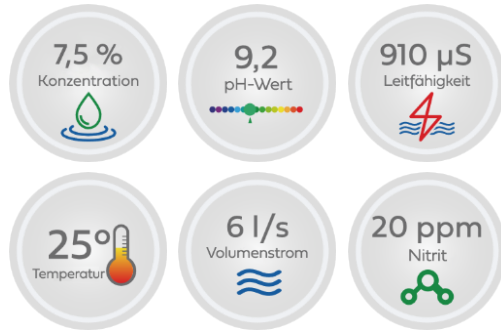 7,5 %
Konzentration
9,2
pH-Wert
910 µS
Leitfähigkeit
25°
Temperatur
6 l/s
Volumenstrom
20 ppm
Nitrit